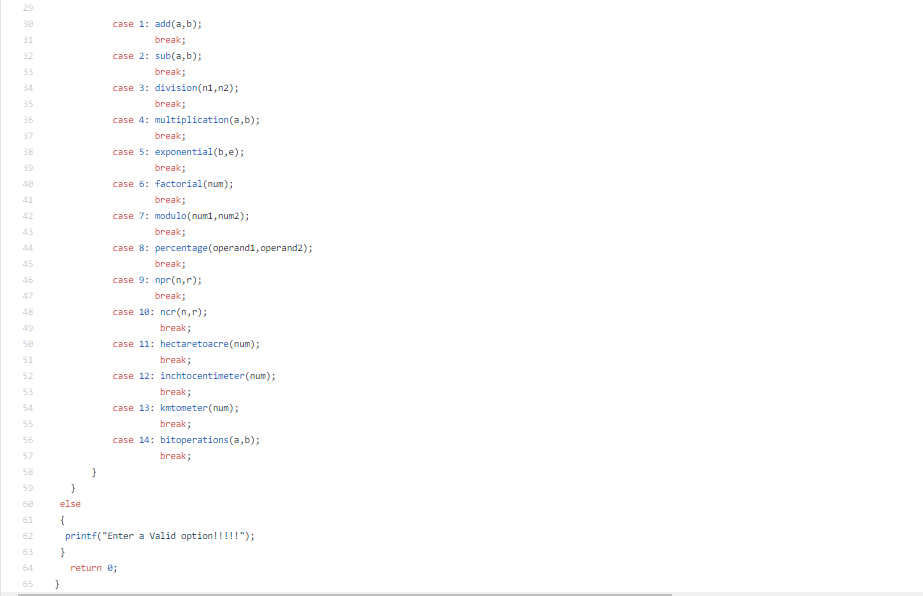 29
30 case 1: add(a,b);
31 break;
32 case 2: sub(a,b);
33 break;
34 case 3: division(n1,n2);
35 break;
36 case 4: multiplication(a,b);
37 break;
38 case 5: exponential(b,e);
39 break;
40 case 6: factorial(num);
41 break;
42 case 7: modulo(num1,num2);
43 break;
44 case 8: percentage(operand1,operand2);
45 break;
46 case 9: npr(n,r);
47 break;
48 case 10: ncr(n,r);
49 break;
50 case 11: hectaretoacre(num);
51 break;
52 case 12: inchtocentimeter(num);
53 break;
54 case 13: kmtometer(num);
55 break;
56 case 14: bitoperations(a,b);
57 break;
58 }
59 }
60 else
61 {
62 printf("Enter a Valid option!!!!!");
63 }
64 return 0;
65 }